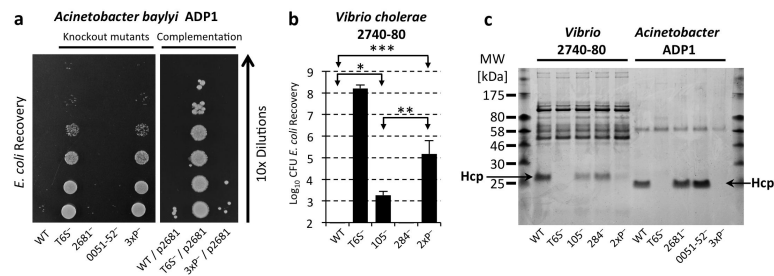 a
Acinetobacter baylyi ADP1
Knockout mutants
Complementation
E. coli Recovery
10x Dilutions
WT
T6S⁻
2681⁻
0051-52⁻
3xP⁻
WT / p2681
T6S⁻/ p2681
3xP⁻ / p2681
b
Vibrio cholerae
2740-80
***
*
**
Log₁₀ CFU E. coli Recovery
9
8
7
6
5
4
3
2
WT
T6S⁻
105⁻
284⁻
2xP⁻
c
Vibrio
2740-80
Acinetobacter
ADP1
MW
[kDa]
175
80
58
46
30
25
Hcp
Hcp
WT
T6S⁻
105⁻
284⁻
2xP⁻
WT
T6S⁻
2681⁻
0051-52⁻
3xP⁻